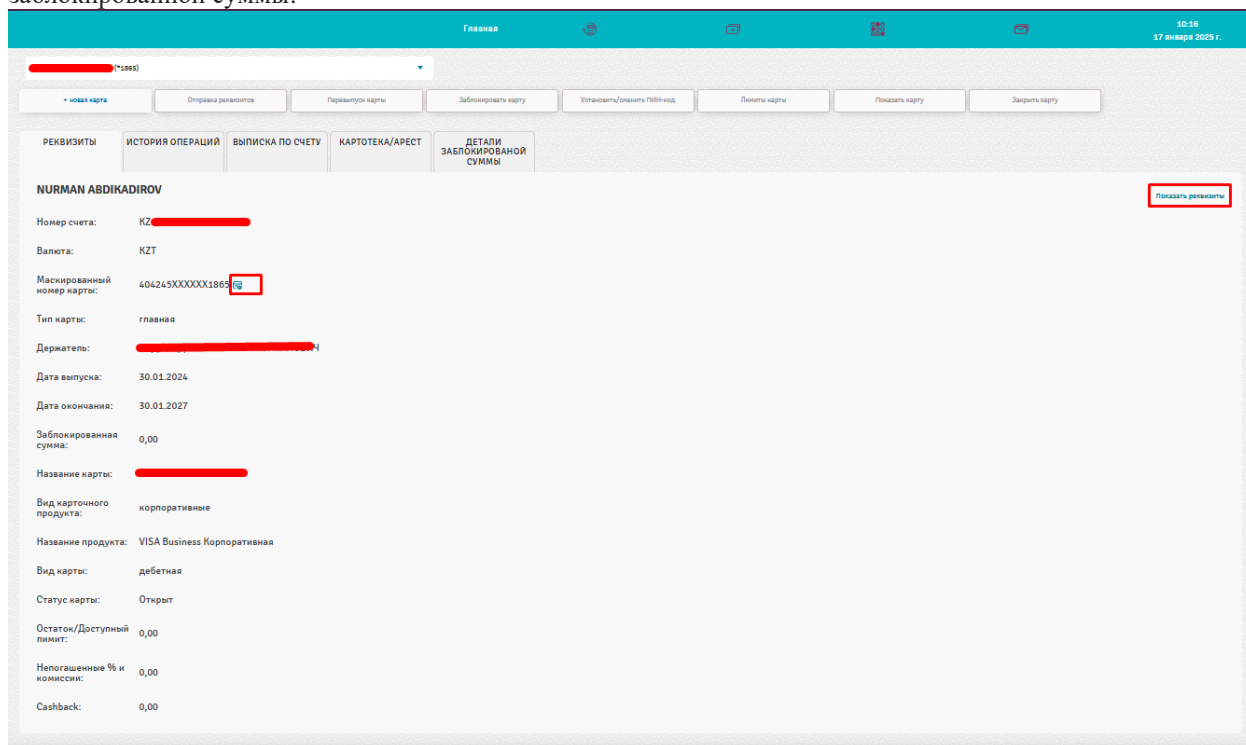 заблокированной суммы.
Главная
10:16
17 января 2025 г.
(*1865)
+ новая карта
Отправка реквизитов
Перевыпуск карты
Заблокировать карту
Установить/сменить ПИН-код
Лимиты карты
Показать карту
Закрыть карту
РЕКВИЗИТЫ
ИСТОРИЯ ОПЕРАЦИЙ
ВЫПИСКА ПО СЧЕТУ
КАРТОТЕКА/АРЕСТ
ДЕТАЛИ
ЗАБЛОКИРОВАНОЙ
СУММЫ
NURMAN ABDIKADIROV
Показать реквизиты
Номер счета: KZ
Валюта: KZT
Маскированный
номер карты: 404245XXXXXX1865
Тип карты: главная
Держатель:
Дата выпуска: 30.01.2024
Дата окончания: 30.01.2027
Заблокированная
сумма: 0,00
Название карты:
Вид карточного
продукта: корпоративные
Название продукта: VISA Business Корпоративная
Вид карты: дебетная
Статус карты: Открыт
Остаток/Доступный
лимит: 0,00
Непогашенные % и
комиссии: 0,00
Cashback: 0,00